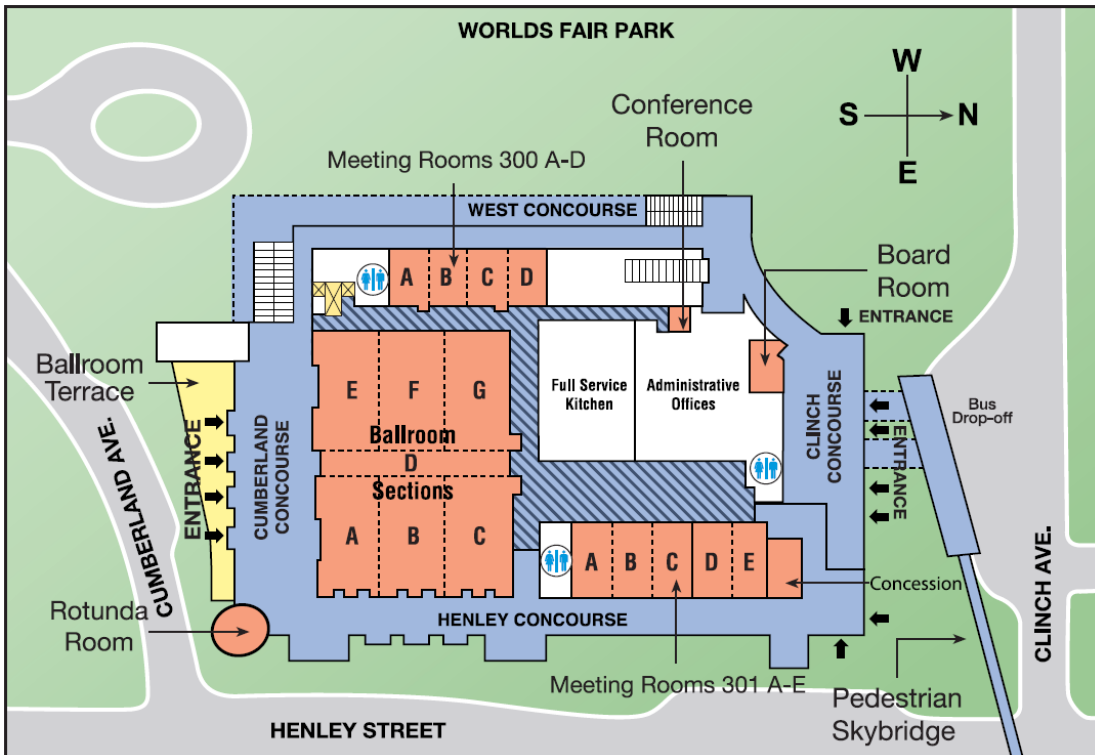 WORLDS FAIR PARK
W
S
N
E
Conference
Room
Meeting Rooms 300 A-D
WEST CONCOURSE
Board
Room
A
B
C
D
ENTRANCE
Ballroom
Terrace
CUMBERLAND AVE.
ENTRANCE
CUMBERLAND
CONCOURSE
E
F
G
Ballroom
D
Sections
A
B
C
Full Service
Kitchen
Administrative
Offices
CLINCH
CONCOURSE
ENTRANCE
Bus
Drop-off
A
B
C
D
E
Concession
CLINCH AVE.
Rotunda
Room
HENLEY CONCOURSE
Meeting Rooms 301 A-E
Pedestrian
Skybridge
HENLEY STREET